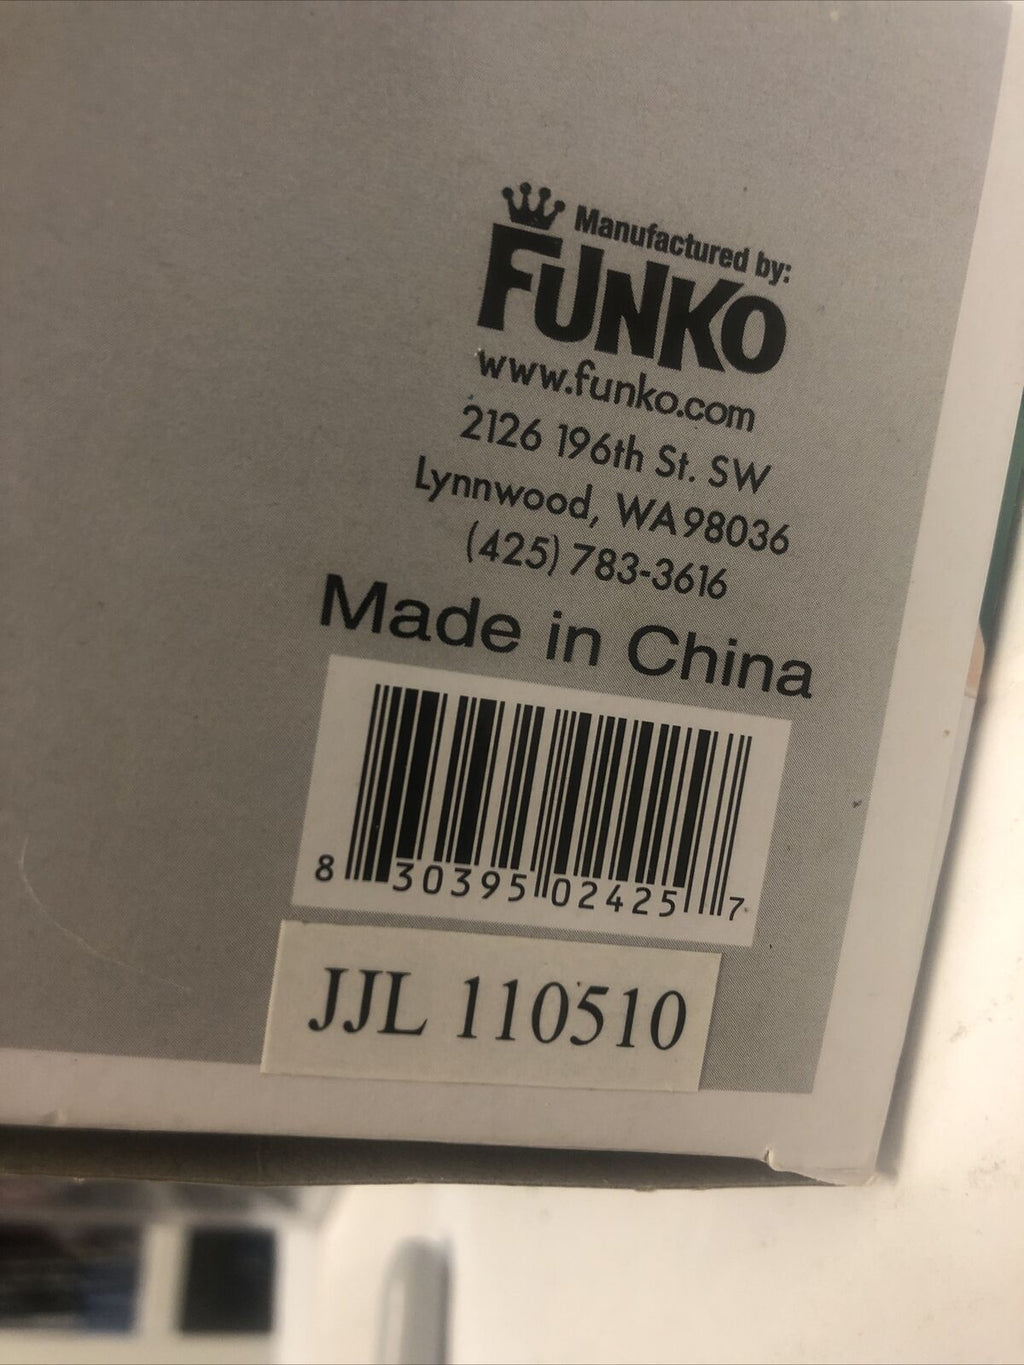 Manufactured by:
FUNKO
www.funko.com
2126 196th St. SW
Lynnwood, WA98036
(425) 783-3616
Made in China
8 30395 02425 7
JJL 110510